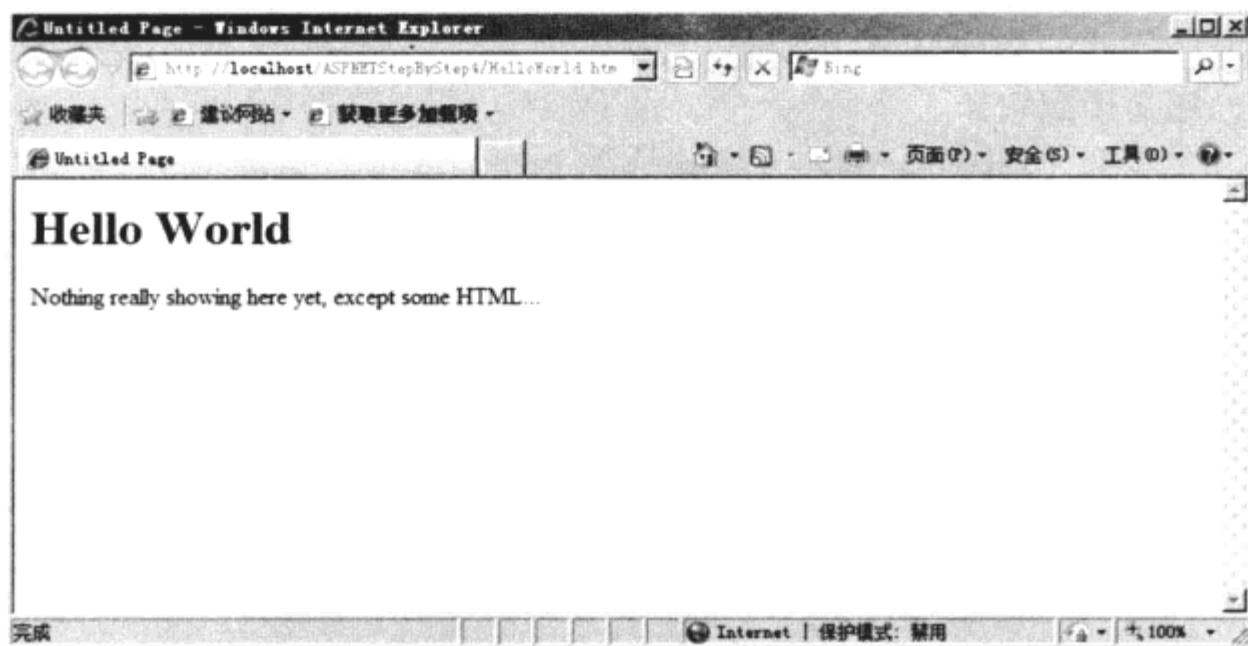 Untitled Page - Windows Internet Explorer
http://localhost/ASPNETStepByStep4/HelloWorld.htm
Bing
收藏夹 建议网站 获取更多加载项
Untitled Page
页面(P) 安全(S) 工具(O)
Hello World
Nothing really showing here yet, except some HTML...
完成
Internet | 保护模式: 禁用
100%